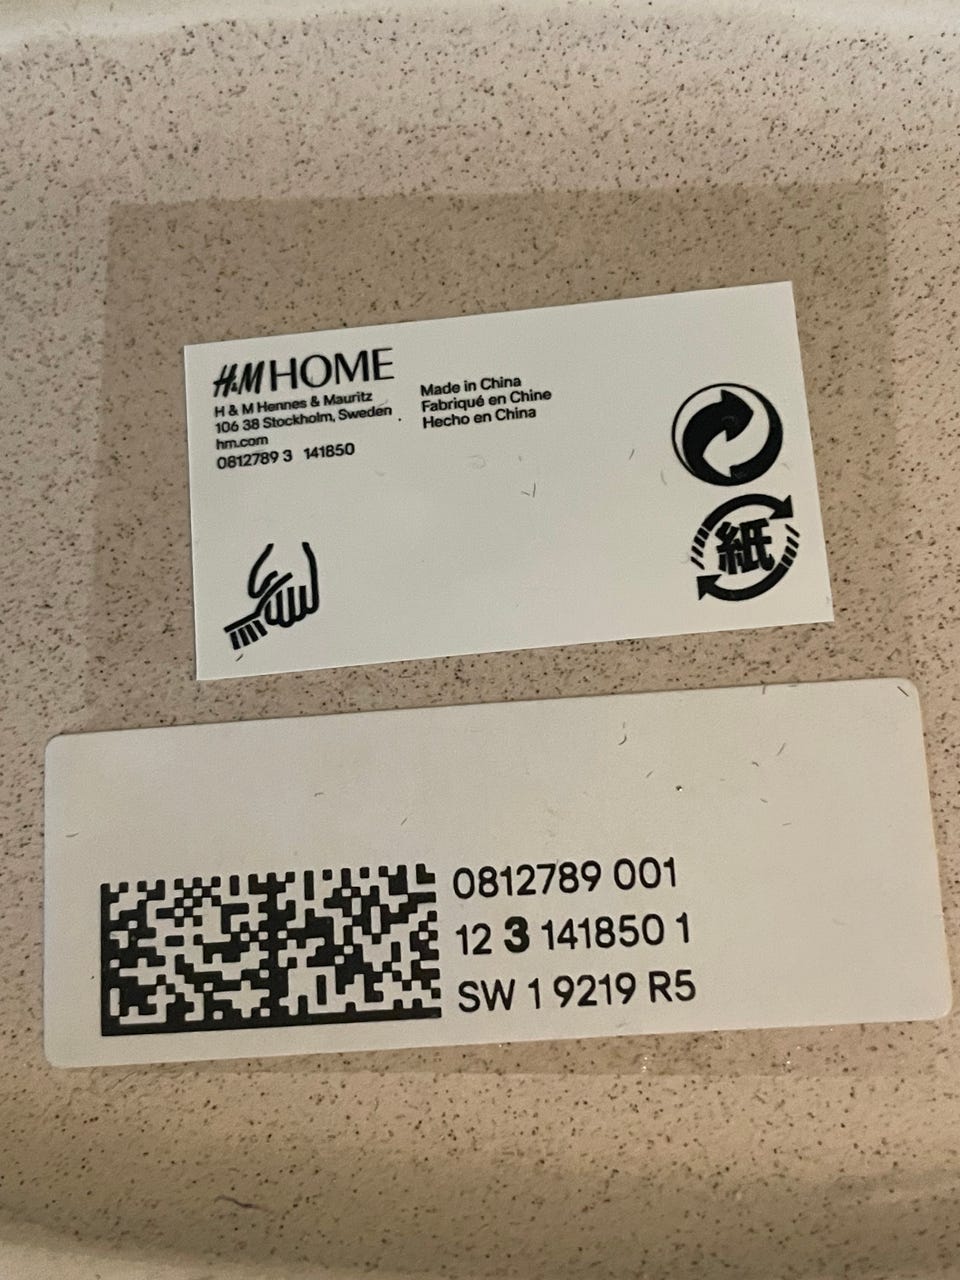 H&M HOME
H & M Hennes & Mauritz
106 38 Stockholm, Sweden
hm.com
0812789 3 141850
Made in China
Fabriqué en Chine
Hecho en China
紙
0812789 001
12 3 141850 1
SW 1 9219 R5